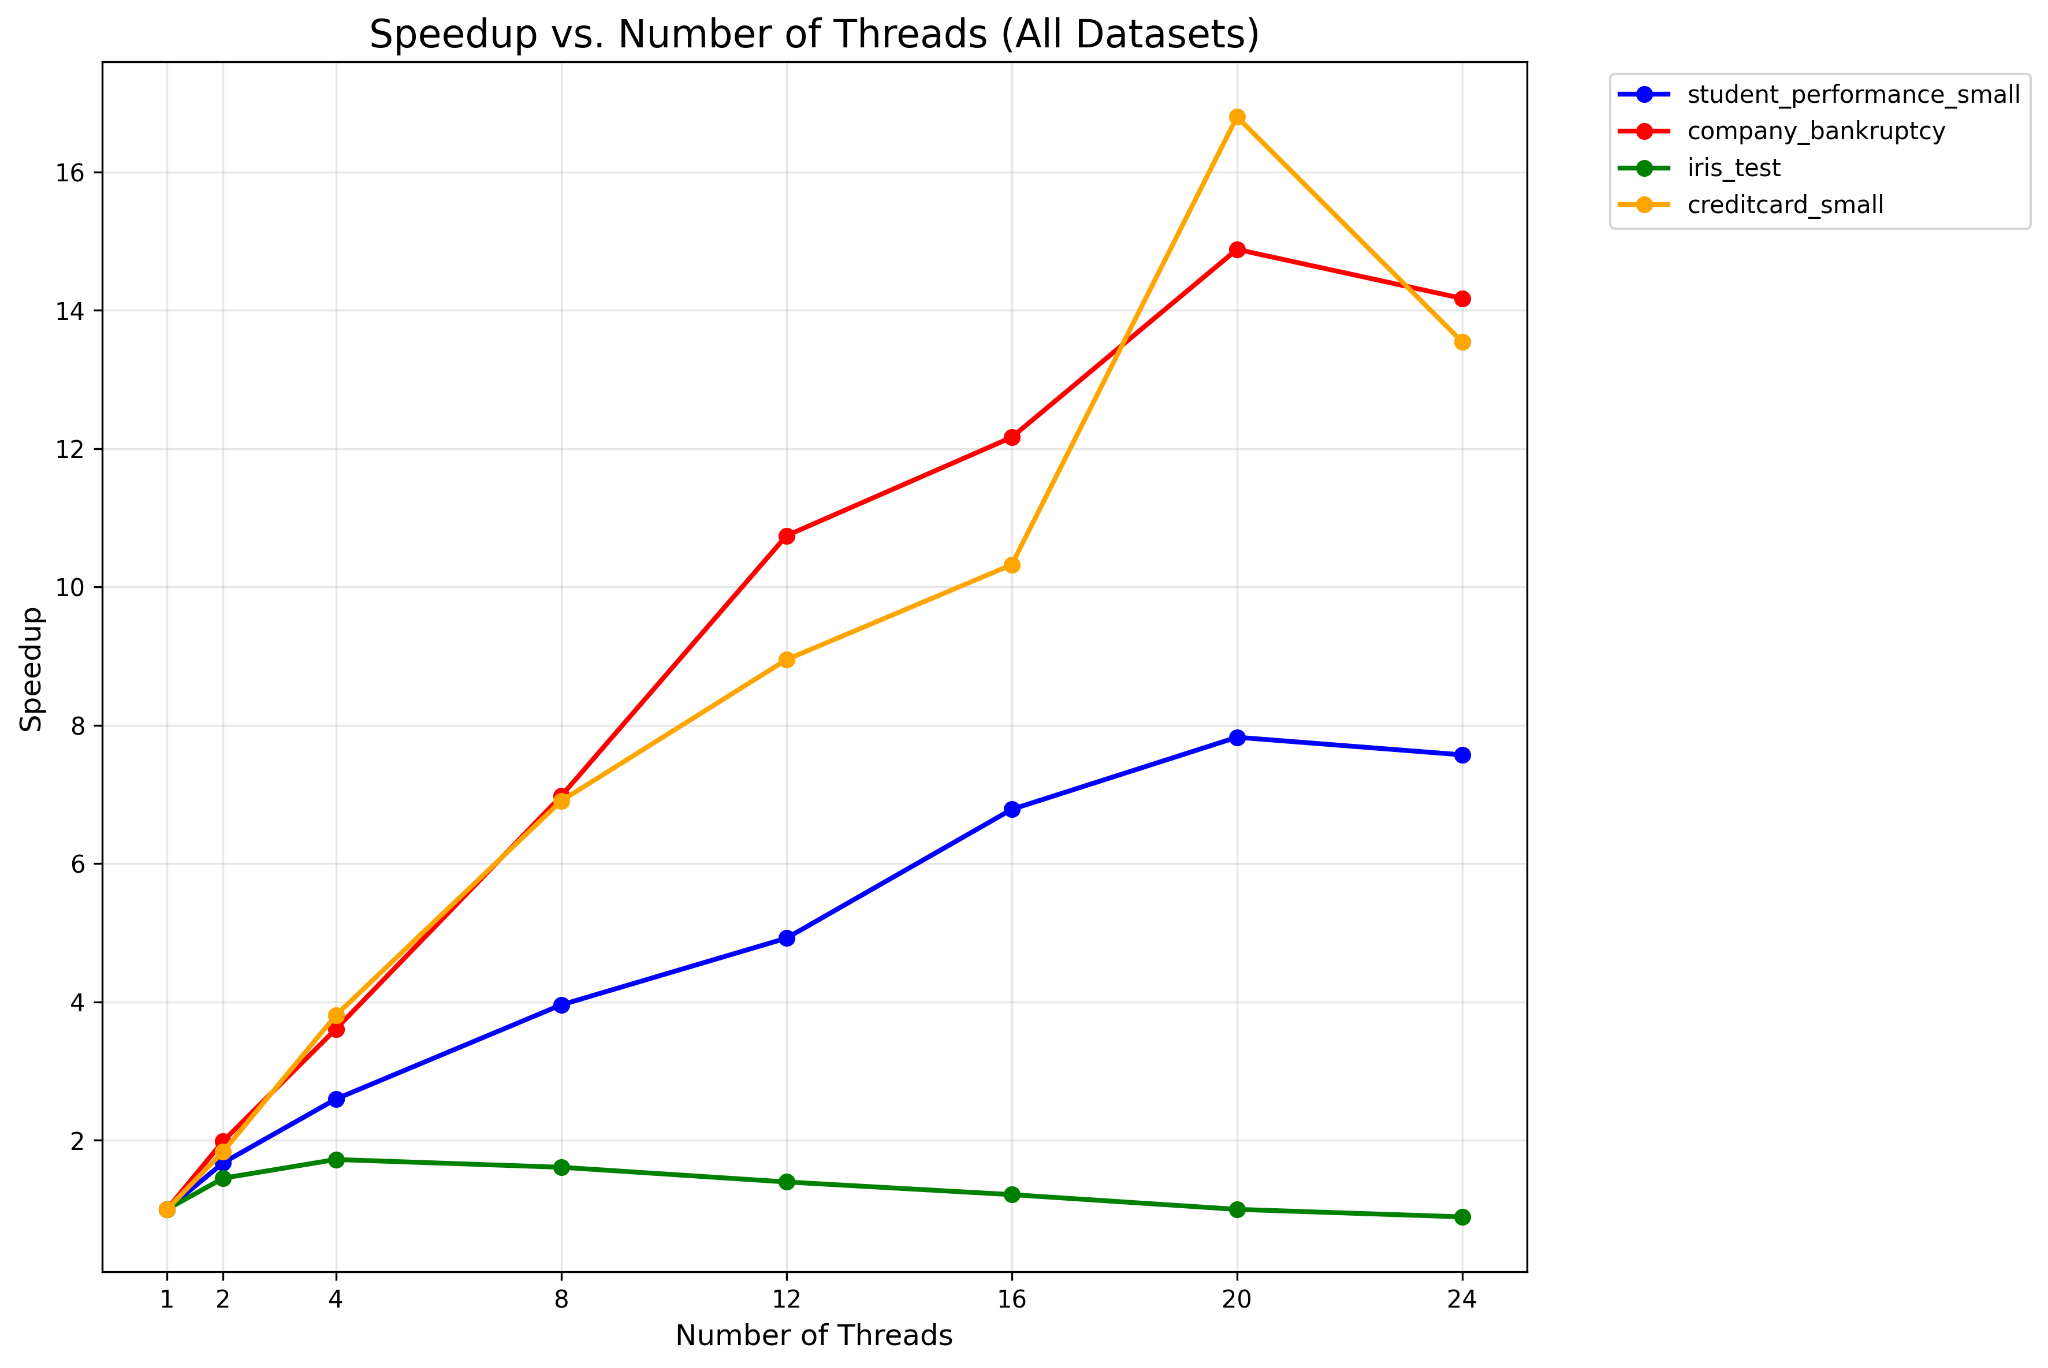 Speedup vs. Number of Threads (All Datasets)
student_performance_small
company_bankruptcy
iris_test
creditcard_small
Speedup
16
14
12
10
8
6
4
2
1 2 4 8 12 16 20 24
Number of Threads